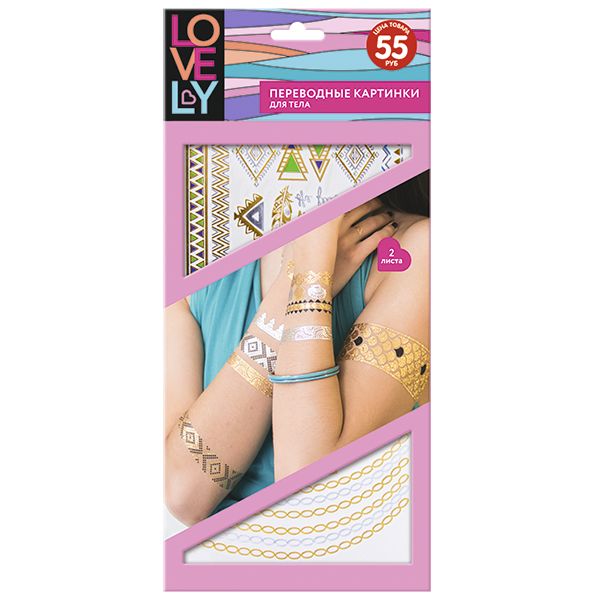 LO
VE
LY
ЦЕНА ТОВАРА
55
РУБ
ПЕРЕВОДНЫЕ КАРТИНКИ
ДЛЯ ТЕЛА
2
листа